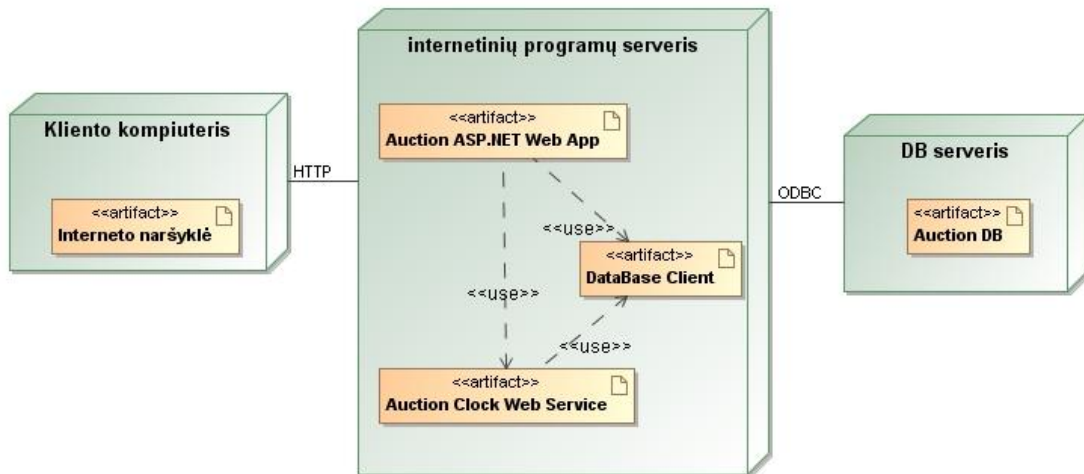 internetinių programų serveris
Kliento kompiuteris
<<artifact>>
Interneto naršyklė
HTTP
<<artifact>>
Auction ASP.NET Web App
<<use>>
<<artifact>>
DataBase Client
<<use>>
<<use>>
<<artifact>>
Auction Clock Web Service
ODBC
DB serveris
<<artifact>>
Auction DB